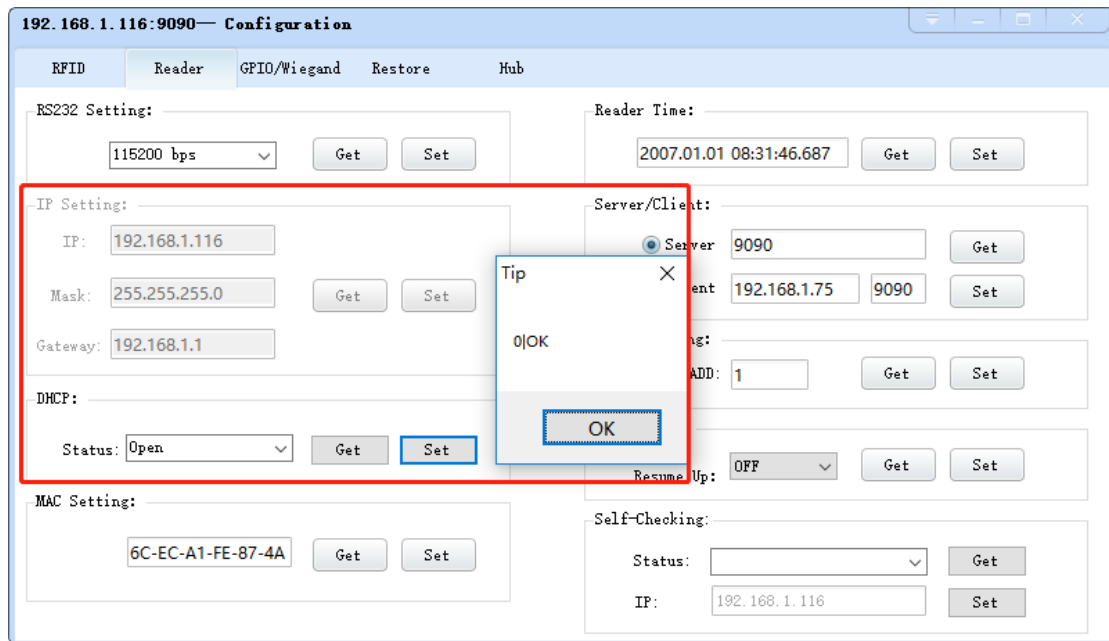 192.168.1.116:9090— Configuration
RFID Reader GPIO/Wiegand Restore Hub
RS232 Setting:
115200 bps Get Set
IP Setting:
IP: 192.168.1.116
Mask: 255.255.255.0 Get Set
Gateway: 192.168.1.1
DHCP:
Status: Open Get Set
MAC Setting:
6C-EC-A1-FE-87-4A Get Set
Reader Time:
2007.01.01 08:31:46.687 Get Set
Server/Client:
Server 9090 Get
ent 192.168.1.75 9090 Set
Tip
0|OK
OK
ng:
ADD: 1 Get Set
Resume Up: OFF Get Set
Self-Checking:
Status: Get
IP: 192.168.1.116 Set